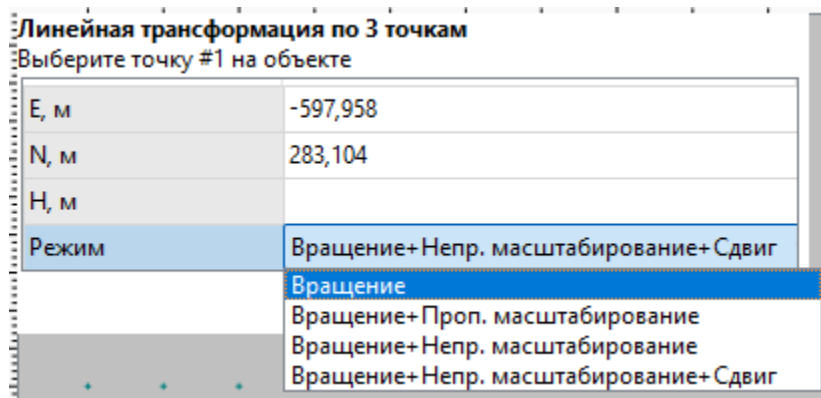 Линейная трансформация по 3 точкам
Выберите точку #1 на объекте
E, м -597,958
N, м 283,104
H, м
Режим Вращение+Непр. масштабирование+Сдвиг
Вращение
Вращение+Проп. масштабирование
Вращение+Непр. масштабирование
Вращение+Непр. масштабирование+Сдвиг